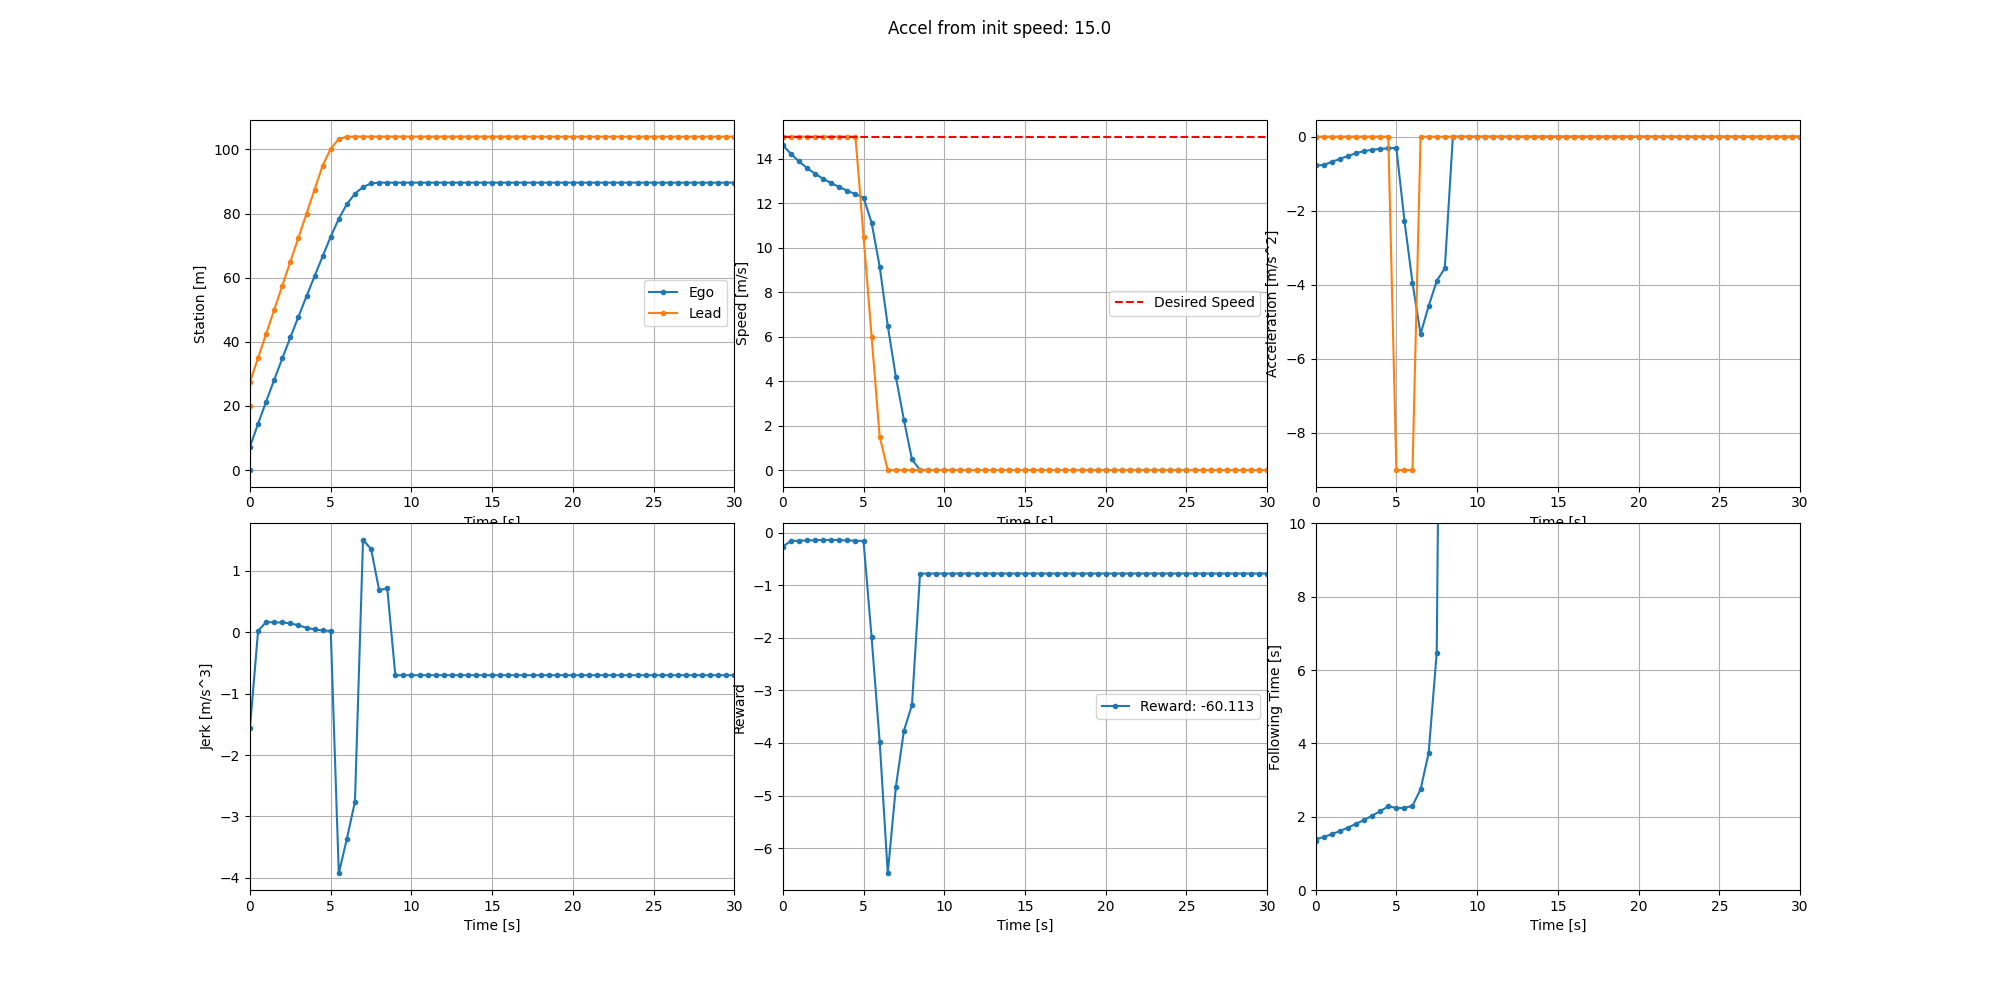 Accel from init speed: 15.0
Station [m]
100
80
60
40
20
0
Ego
Lead
0 5 10 15 20 25 30
Time [s]
Speed [m/s]
14
12
10
8
6
4
2
0
Desired Speed
0 5 10 15 20 25 30
Time [s]
Acceleration [m/s^2]
0
−2
−4
−6
−8
0 5 10 15 20 25 30
Time [s]
Jerk [m/s^3]
1
0
−1
−2
−3
−4
0 5 10 15 20 25 30
Time [s]
Reward
0
−1
−2
−3
−4
−5
−6
Reward: -60.113
0 5 10 15 20 25 30
Time [s]
Following Time [s]
10
8
6
4
2
0
0 5 10 15 20 25 30
Time [s]